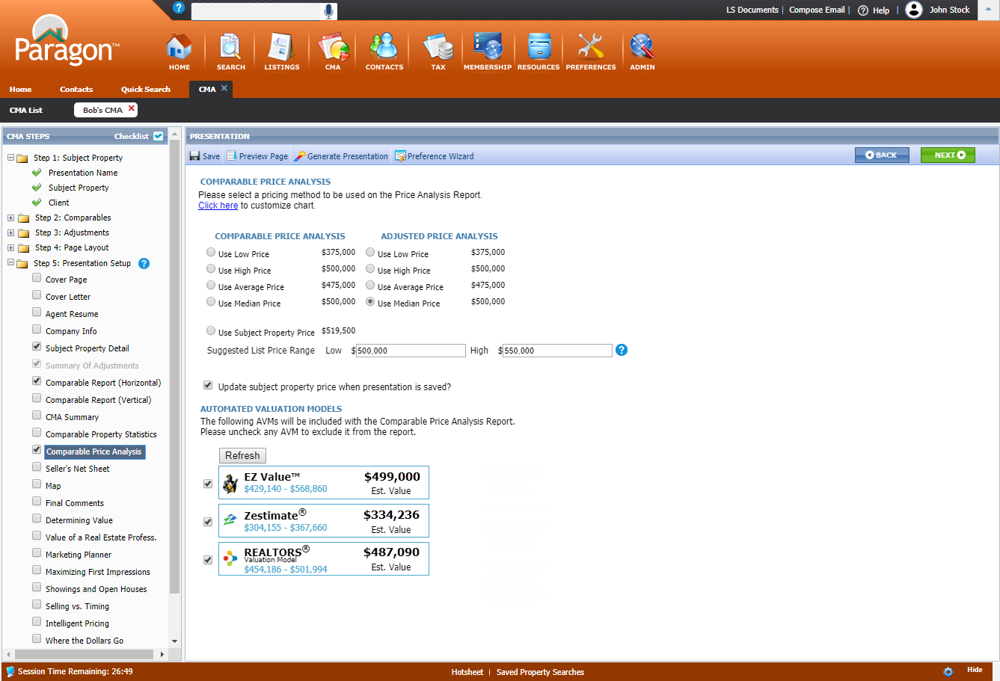 LS Documents | Compose Email | Help | John Stock
Paragon™
HOME SEARCH LISTINGS CMA CONTACTS TAX MEMBERSHIP RESOURCES PREFERENCES ADMIN
Home Contacts Quick Search CMA
CMA List Bob's CMA
CMA STEPS Checklist
Step 1: Subject Property
Presentation Name
Subject Property
Client
Step 2: Comparables
Step 3: Adjustments
Step 4: Page Layout
Step 5: Presentation Setup ?
Cover Page
Cover Letter
Agent Resume
Company Info
Subject Property Detail
Summary Of Adjustments
Comparable Report (Horizontal)
Comparable Report (Vertical)
CMA Summary
Comparable Property Statistics
Comparable Price Analysis
Seller's Net Sheet
Map
Final Comments
Determining Value
Value of a Real Estate Profess.
Marketing Planner
Maximizing First Impressions
Showings and Open Houses
Selling vs. Timing
Intelligent Pricing
Where the Dollars Go
PRESENTATION
Save Preview Page Generate Presentation Preference Wizard BACK NEXT
COMPARABLE PRICE ANALYSIS
Please select a pricing method to be used on the Price Analysis Report.
Click here to customize chart.
COMPARABLE PRICE ANALYSIS ADJUSTED PRICE ANALYSIS
Use Low Price $375,000 Use Low Price $375,000
Use High Price $500,000 Use High Price $500,000
Use Average Price $475,000 Use Average Price $475,000
Use Median Price $500,000 Use Median Price $500,000
Use Subject Property Price $519,500
Suggested List Price Range Low $500,000 High $550,000 ?
Update subject property price when presentation is saved?
AUTOMATED VALUATION MODELS
The following AVMs will be included with the Comparable Price Analysis Report.
Please uncheck any AVM to exclude it from the report.
Refresh
EZ Value™ $499,000
$429,140 - $568,860 Est. Value
Zestimate® $334,236
$304,155 - $367,660 Est. Value
REALTORS® $487,090
Valuation Model
$454,186 - $501,994 Est. Value
Session Time Remaining: 26:49 Hotsheet | Saved Property Searches Hide